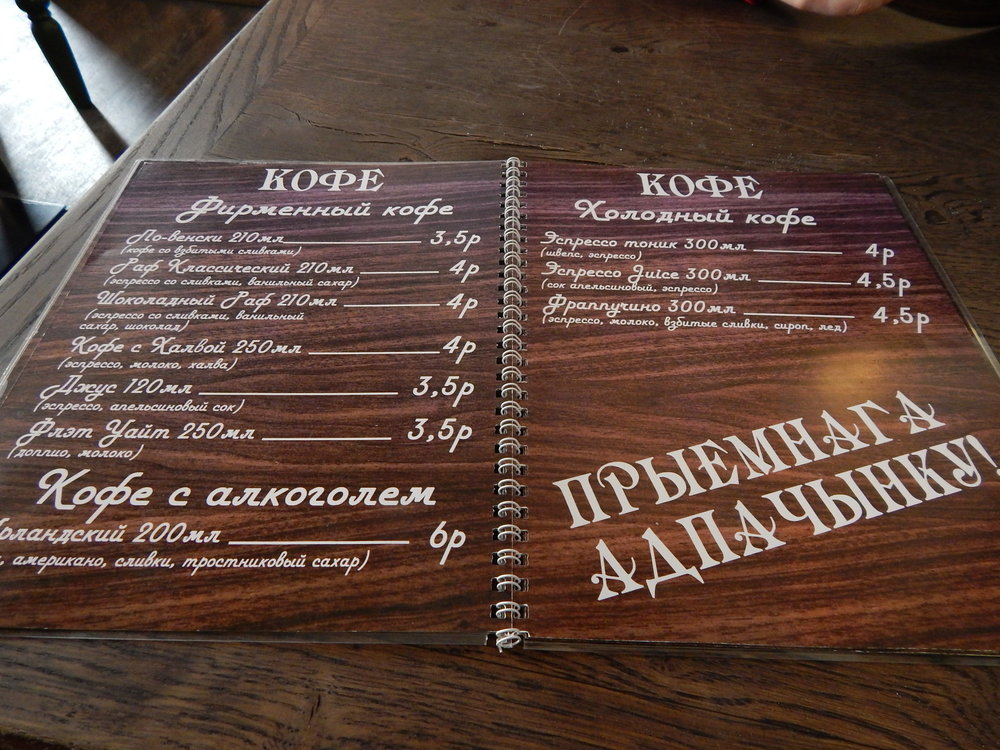 КОФЕ
Фирменный кофе
По-венски 210мл 3,5р
(кофе со взбитыми сливками)
Раф Классический 210мл 4р
(эспрессо со сливками, ванильный сахар)
Шоколадный Раф 210мл 4р
(эспрессо со сливками, ванильный
сахар, шоколад)
Кофе с Халвой 250мл 4р
(эспрессо, молоко, халва)
Джус 120мл 3,5р
(эспрессо, апельсиновый сок)
Флэт Уайт 250мл 3,5р
(доппио, молоко)
Кофе с алкоголем
Ирландский 200мл 6р
, американо, сливки, тростниковый сахар)
КОФЕ
Холодный кофе
Эспрессо тоник 300мл 4р
(швепс, эспрессо)
Эспрессо Juice 300мл 4,5р
(сок апельсиновый, эспрессо)
Фраппучино 300мл 4,5р
(эспрессо, молоко, взбитые сливки, сироп, лед)
ПРЫЕМНАГА
АДПАЧЫНКУ!